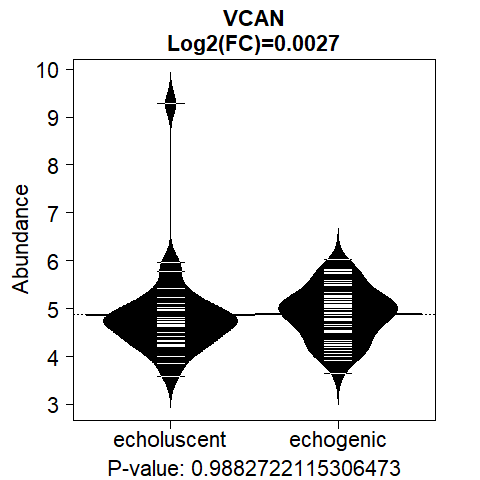 VCAN
Log2(FC)=0.0027
10
9
8
7
6
5
4
3
Abundance
echoluscent echogenic
P-value: 0.9882722115306473